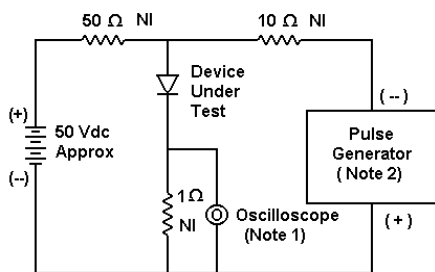 50 Ω NI
10 Ω NI
Device
Under
Test
(--)
(+)
50 Vdc
Approx
(--)
Pulse
Generator
( Note 2)
1Ω
NI
Oscilloscope
(Note 1)
(+)